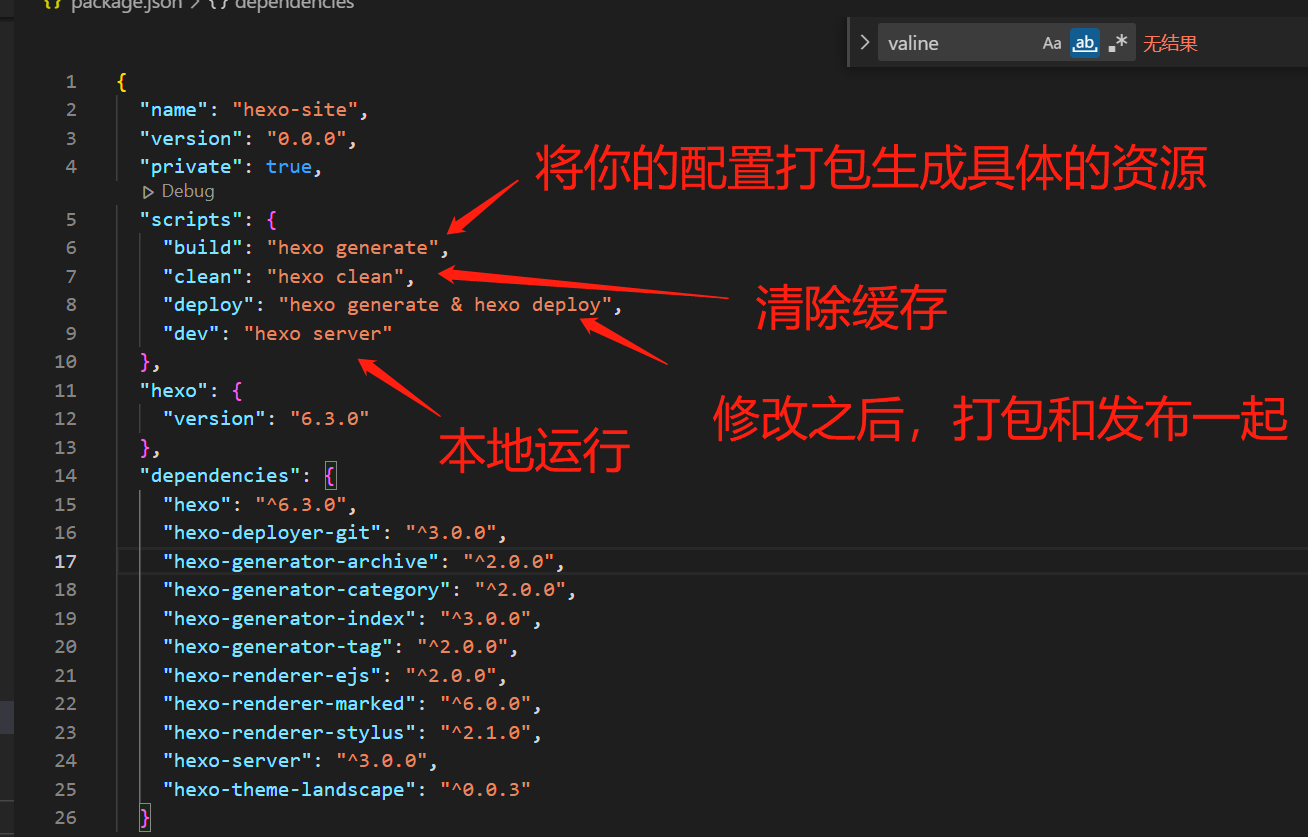 {} package.json > {} dependencies
valine Aa ab .* 无结果
1 {
2 "name": "hexo-site",
3 "version": "0.0.0",
4 "private": true,
将你的配置打包生成具体的资源
Debug
5 "scripts": {
6 "build": "hexo generate",
7 "clean": "hexo clean",
清除缓存
8 "deploy": "hexo generate & hexo deploy",
9 "dev": "hexo server"
10 },
11 "hexo": {
修改之后，打包和发布一起
12 "version": "6.3.0"
本地运行
13 },
14 "dependencies": {
15 "hexo": "^6.3.0",
16 "hexo-deployer-git": "^3.0.0",
17 "hexo-generator-archive": "^2.0.0",
18 "hexo-generator-category": "^2.0.0",
19 "hexo-generator-index": "^3.0.0",
20 "hexo-generator-tag": "^2.0.0",
21 "hexo-renderer-ejs": "^2.0.0",
22 "hexo-renderer-marked": "^6.0.0",
23 "hexo-renderer-stylus": "^2.1.0",
24 "hexo-server": "^3.0.0",
25 "hexo-theme-landscape": "^0.0.3"
26 }